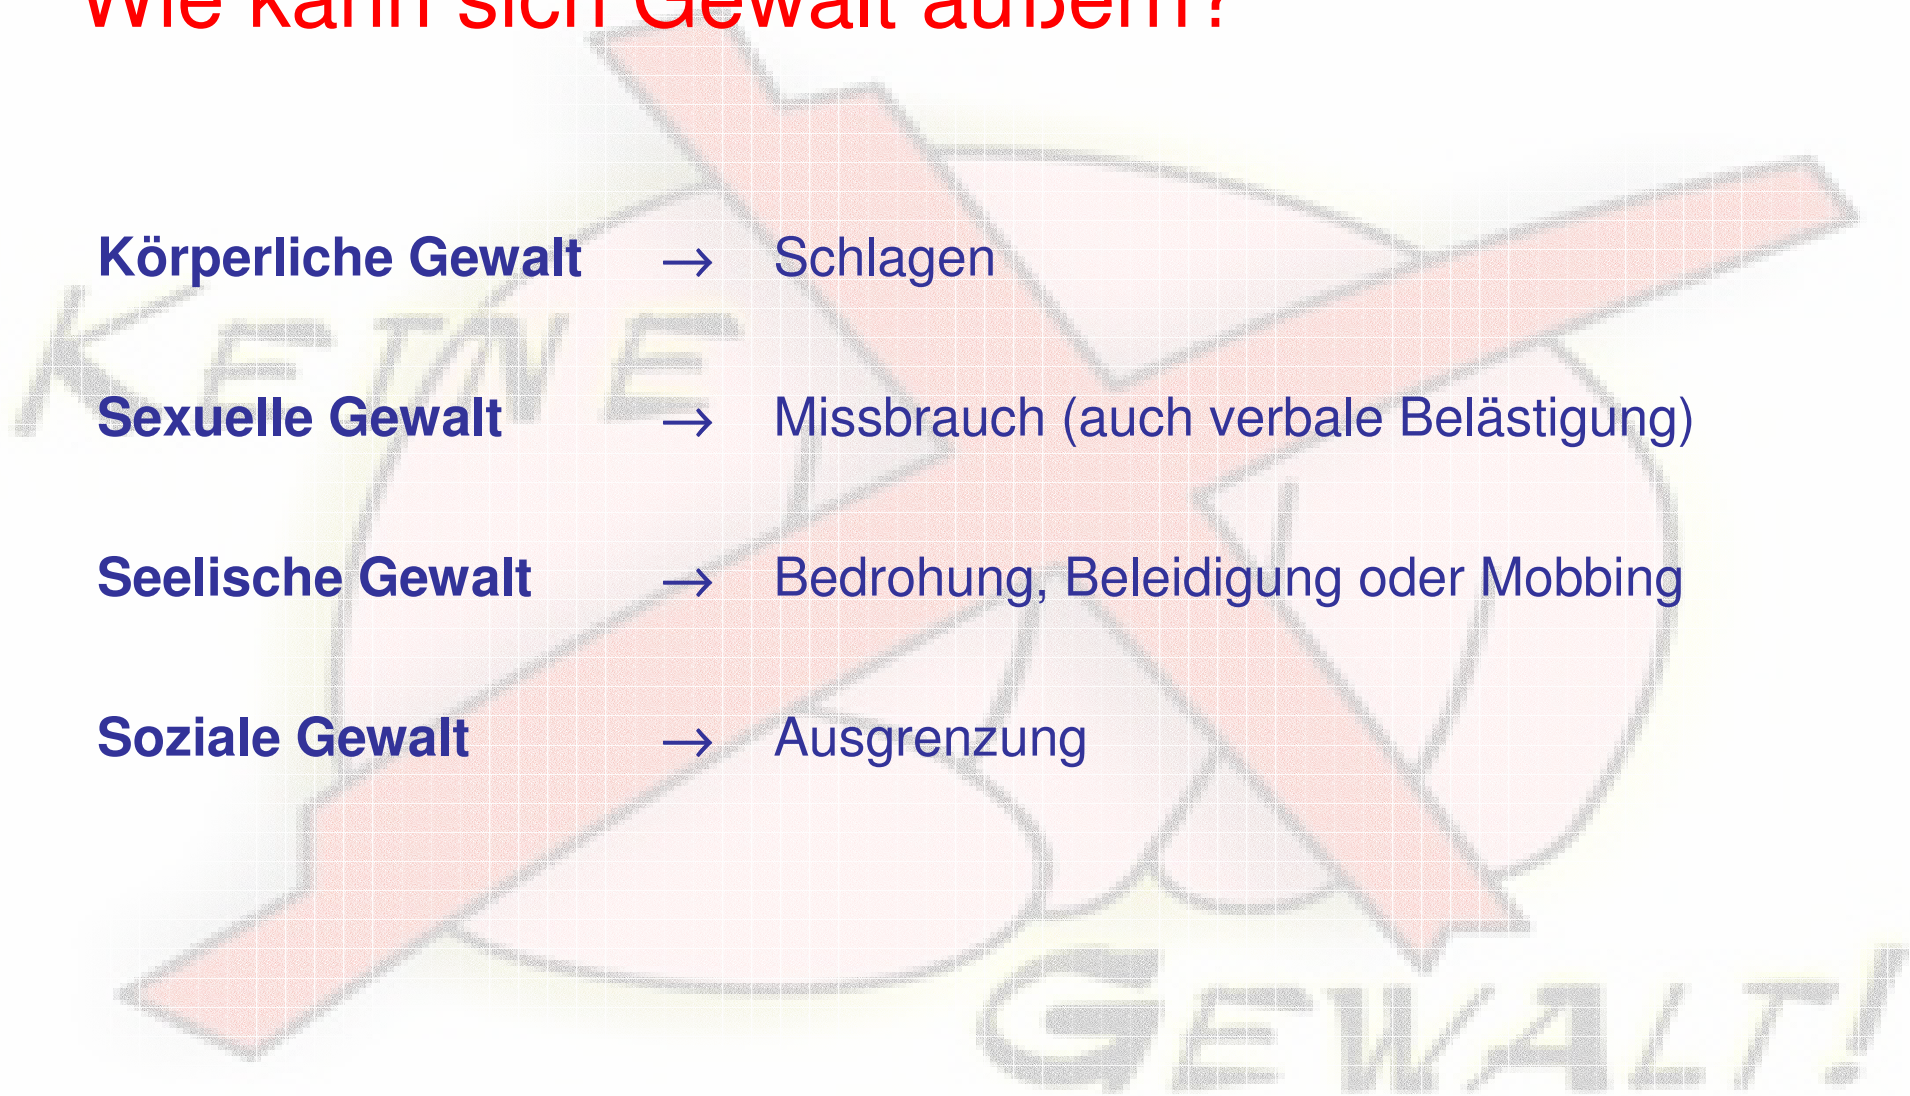 Wie kann sich Gewalt äußern?
Körperliche Gewalt → Schlagen
KEINE
Sexuelle Gewalt → Missbrauch (auch verbale Belästigung)
Seelische Gewalt → Bedrohung, Beleidigung oder Mobbing
Soziale Gewalt → Ausgrenzung
GEWALT!